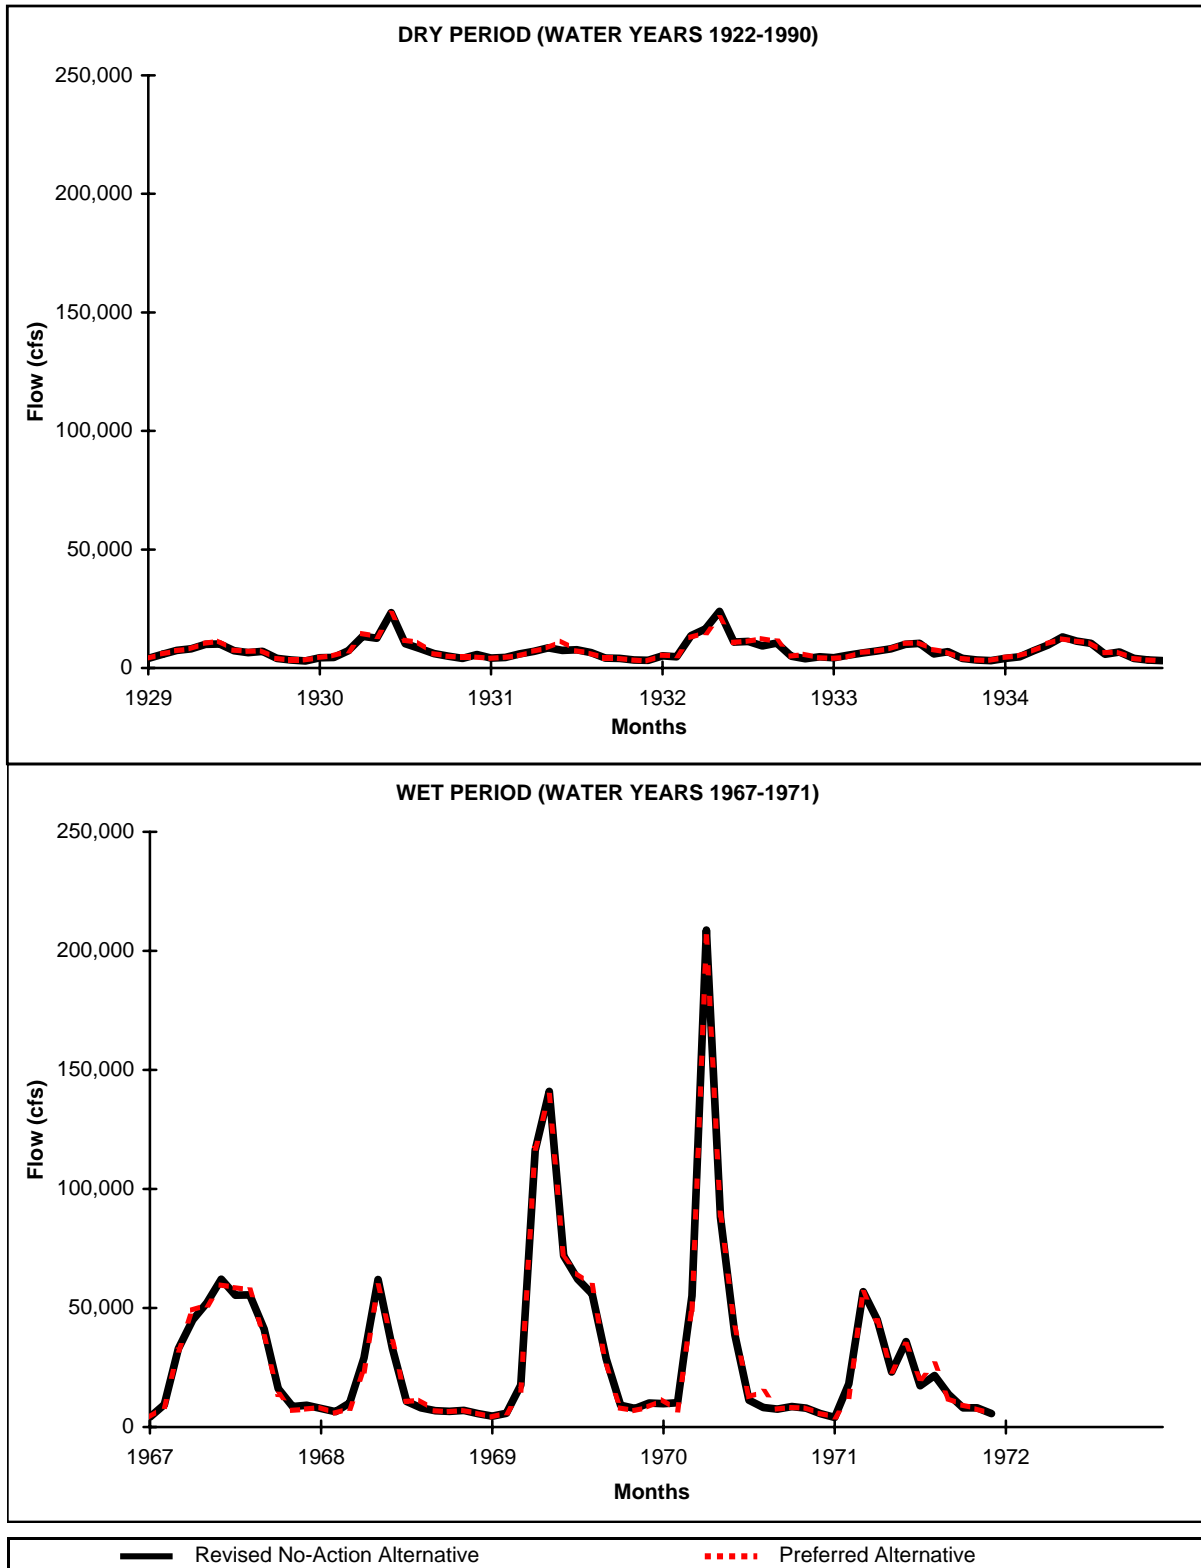 DRY PERIOD (WATER YEARS 1922-1990)
250,000
200,000
150,000
100,000
50,000
0
Flow (cfs)
1929 1930 1931 1932 1933 1934
Months
WET PERIOD (WATER YEARS 1967-1971)
250,000
200,000
150,000
100,000
50,000
0
Flow (cfs)
1967 1968 1969 1970 1971 1972
Months
Revised No-Action Alternative Preferred Alternative